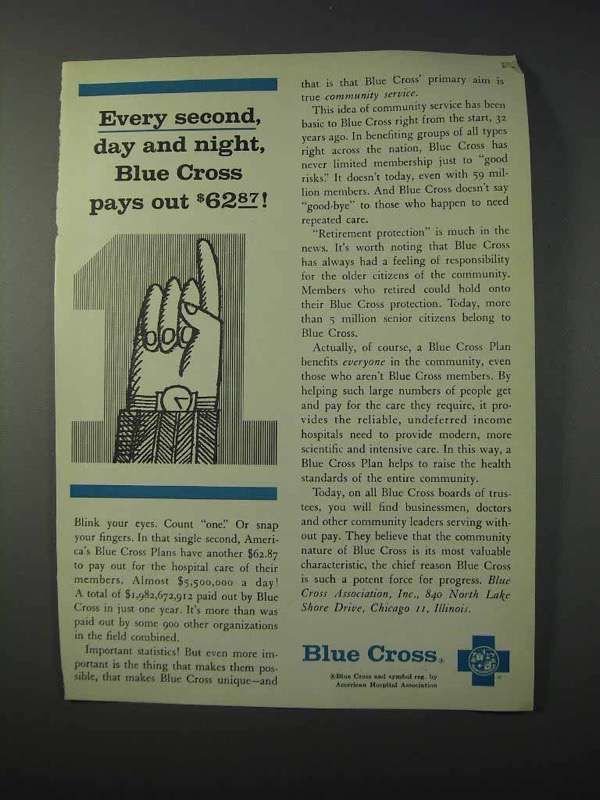 Every second,
day and night,
Blue Cross
pays out $62.87!
Blink your eyes. Count "one." Or snap
your fingers. In that single second, Ameri-
ca's Blue Cross Plans have another $62.87
to pay out for the hospital care of their
members. Almost $5,500,000 a day!
A total of $1,982,672,912 paid out by Blue
Cross in just one year. It's more than was
paid out by some 900 other organizations
in the field combined.
Important statistics! But even more im-
portant is the thing that makes them pos-
sible, that makes Blue Cross unique—and
that is that Blue Cross' primary aim is
true community service.
This idea of community service has been
basic to Blue Cross right from the start, 32
years ago. In benefiting groups of all types
right across the nation, Blue Cross has
never limited membership just to "good
risks." It doesn't today, even with 59 mil-
lion members. And Blue Cross doesn't say
"good-bye" to those who happen to need
repeated care.
"Retirement protection" is much in the
news. It's worth noting that Blue Cross
has always had a feeling of responsibility
for the older citizens of the community.
Members who retired could hold onto
their Blue Cross protection. Today, more
than 5 million senior citizens belong to
Blue Cross.
Actually, of course, a Blue Cross Plan
benefits everyone in the community, even
those who aren't Blue Cross members. By
helping such large numbers of people get
and pay for the care they require, it pro-
vides the reliable, undeferred income
hospitals need to provide modern, more
scientific and intensive care. In this way, a
Blue Cross Plan helps to raise the health
standards of the entire community.
Today, on all Blue Cross boards of trus-
tees, you will find businessmen, doctors
and other community leaders serving with-
out pay. They believe that the community
nature of Blue Cross is its most valuable
characteristic, the chief reason Blue Cross
is such a potent force for progress. Blue
Cross Association, Inc., 840 North Lake
Shore Drive, Chicago 11, Illinois.
Blue Cross®
®Blue Cross and symbol reg. by
American Hospital Association